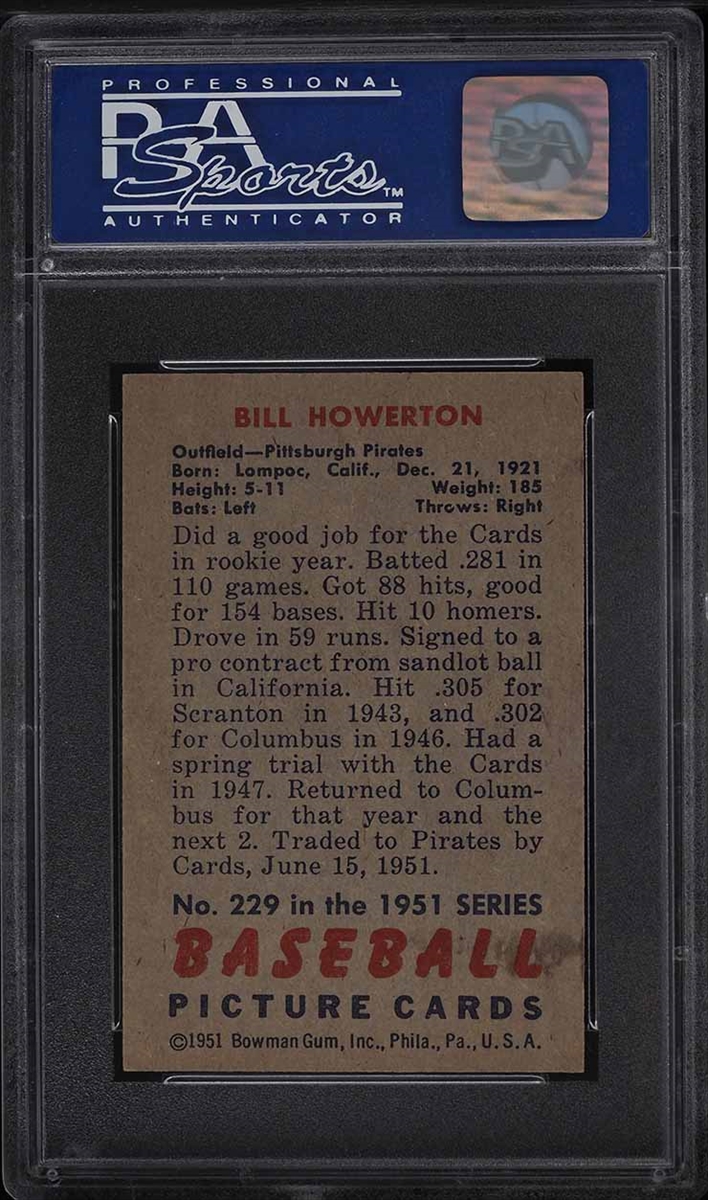 PROFESSIONAL
PSA
Sports™
AUTHENTICATOR
PSA
BILL HOWERTON
Outfield—Pittsburgh Pirates
Born: Lompoc, Calif., Dec. 21, 1921
Height: 5-11 Weight: 185
Bats: Left Throws: Right
Did a good job for the Cards
in rookie year. Batted .281 in
110 games. Got 88 hits, good
for 154 bases. Hit 10 homers.
Drove in 59 runs. Signed to a
pro contract from sandlot ball
in California. Hit .305 for
Scranton in 1943, and .302
for Columbus in 1946. Had a
spring trial with the Cards
in 1947. Returned to Colum-
bus for that year and the
next 2. Traded to Pirates by
Cards, June 15, 1951.
No. 229 in the 1951 SERIES
BASEBALL
PICTURE CARDS
©1951 Bowman Gum, Inc., Phila., Pa., U.S.A.